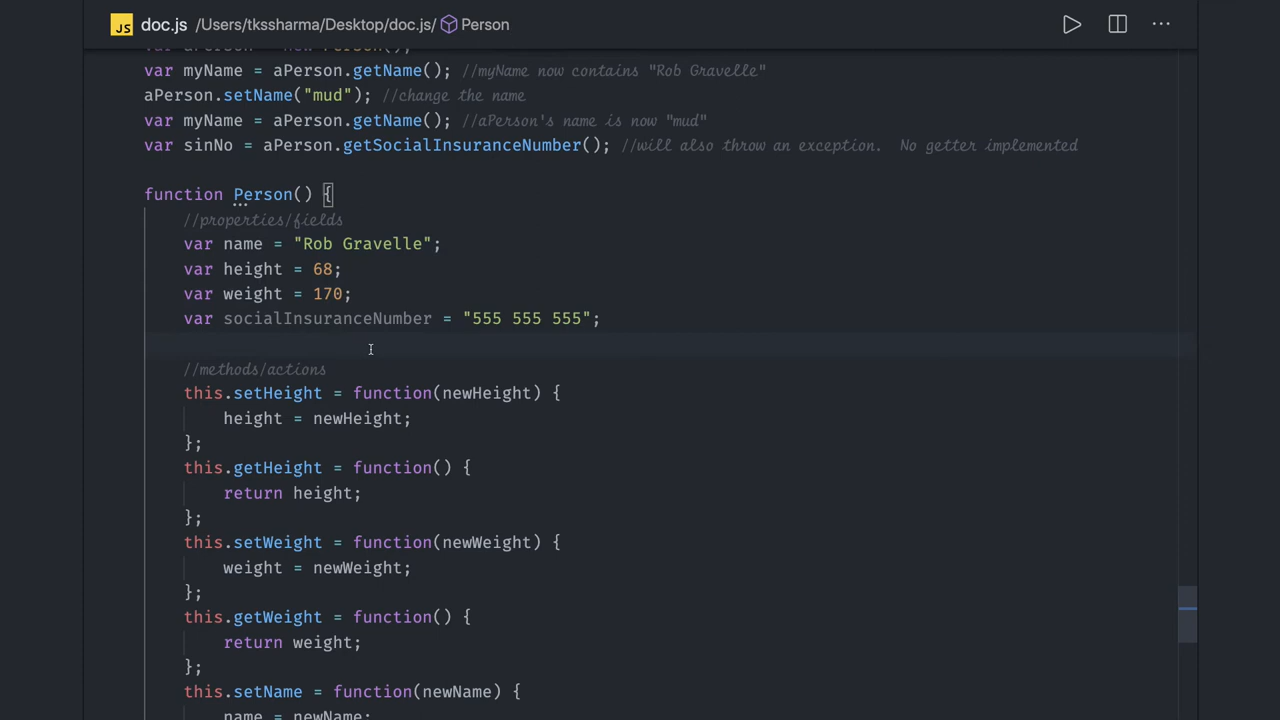 JS doc.js /Users/tkssharma/Desktop/doc.js/ Person
var myName = aPerson.getName(); //myName now contains "Rob Gravelle"
aPerson.setName("mud"); //change the name
var myName = aPerson.getName(); //aPerson's name is now "mud"
var sinNo = aPerson.getSocialInsuranceNumber(); //will also throw an exception.  No getter implemented
function Person() {
//properties/fields
var name = "Rob Gravelle";
var height = 68;
var weight = 170;
var socialInsuranceNumber = "555 555 555";
//methods/actions
this.setHeight = function(newHeight) {
height = newHeight;
};
this.getHeight = function() {
return height;
};
this.setWeight = function(newWeight) {
weight = newWeight;
};
this.getWeight = function() {
return weight;
};
this.setName = function(newName) {
name = newName;